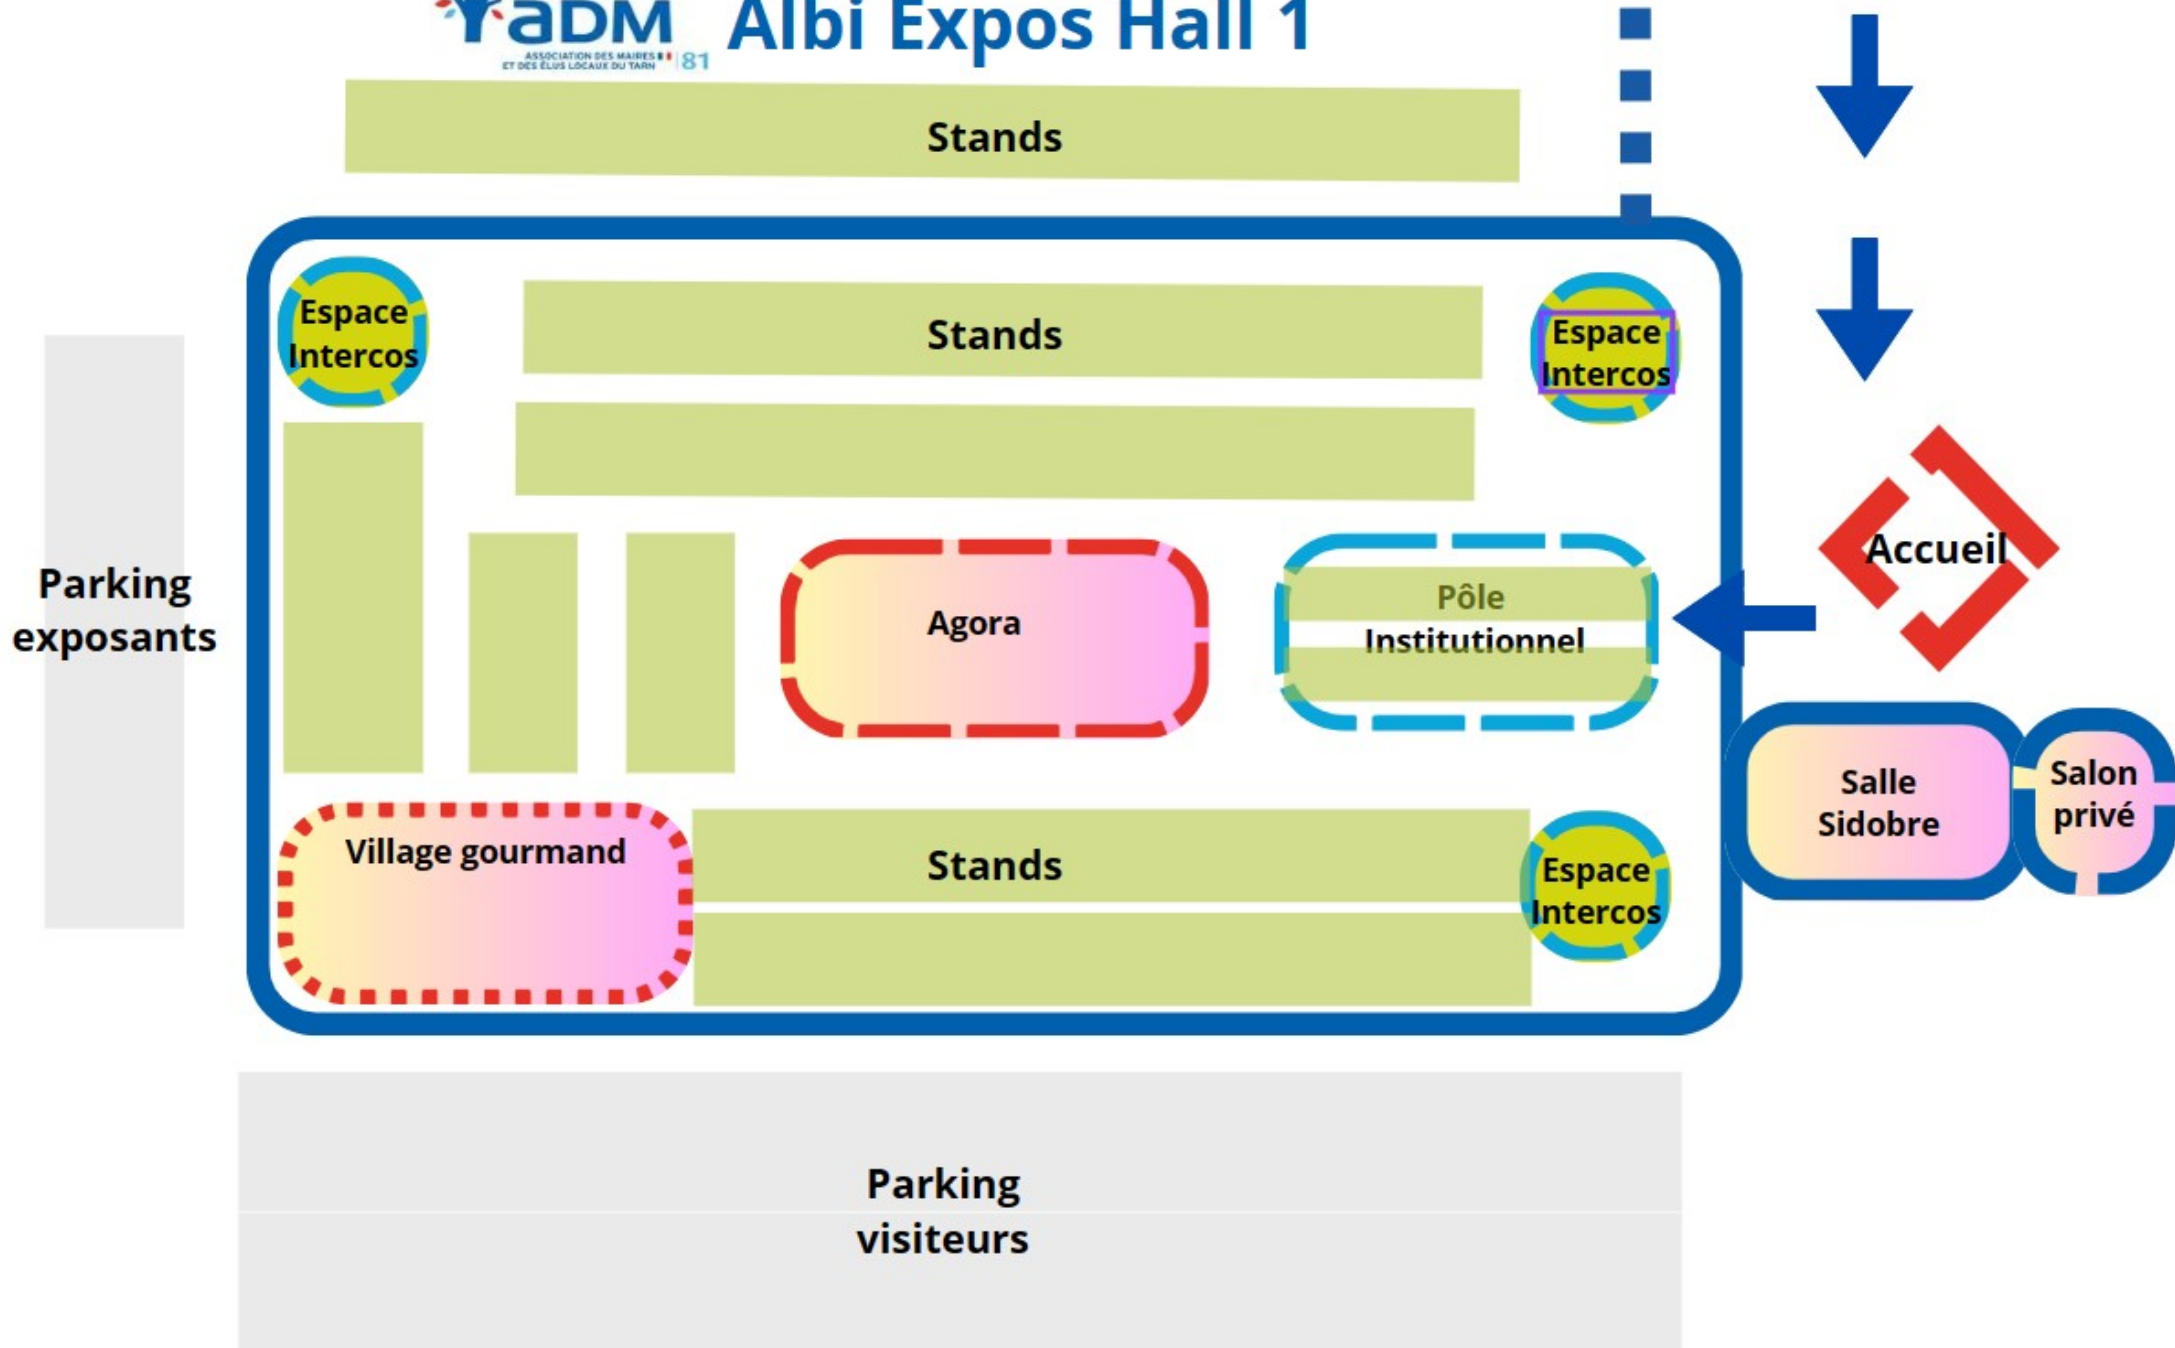 aDM Albi Expos Hall 1
ASSOCIATION DES MAIRES
ET DES ÉLUS LOCAUX DU TARN 81
Stands
Espace
Intercos
Stands
Espace
Intercos
Parking
exposants
Agora
Pôle
Institutionnel
Accueil
Village gourmand
Stands
Espace
Intercos
Salle
Sidobre
Salon
privé
Parking
visiteurs